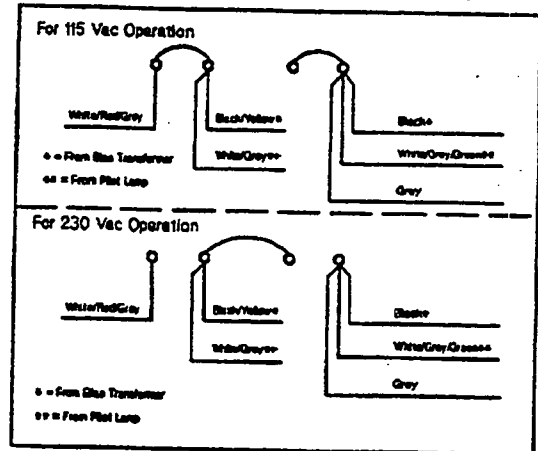 For 115 Vac Operation
White/Red/Grey
Black/Yellow*
Black*
White/Grey**
White/Grey/Green**
* = From Bias Transformer
** = From Pilot Lamp
Grey
For 230 Vac Operation
White/Red/Grey
Black/Yellow*
Black*
White/Grey**
White/Grey/Green**
Grey
* = From Bias Transformer
** = From Pilot Lamp